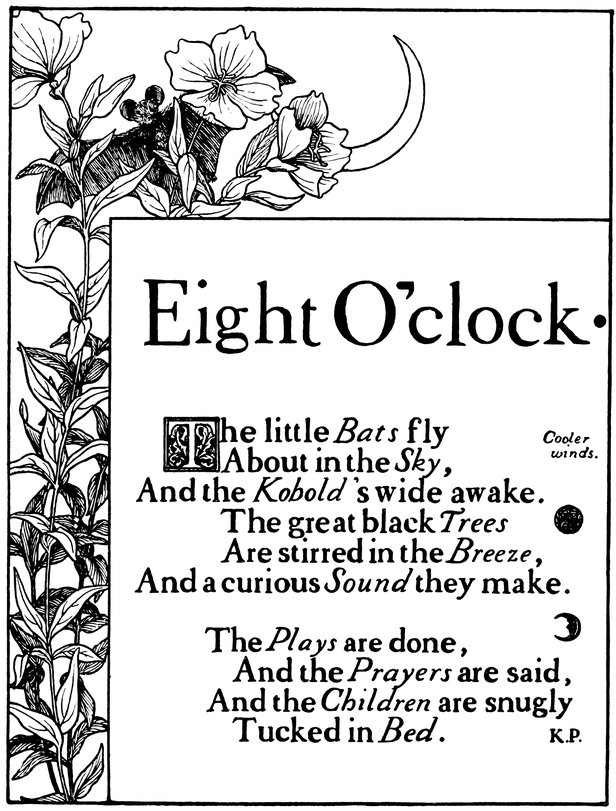 Eight O'clock·
The little Bats fly
About in the Sky,
Cooler
winds.
And the Kobold's wide awake.
The great black Trees
Are stirred in the Breeze,
And a curious Sound they make.
The Plays are done,
And the Prayers are said,
And the Children are snugly
Tucked in Bed.
K.P.